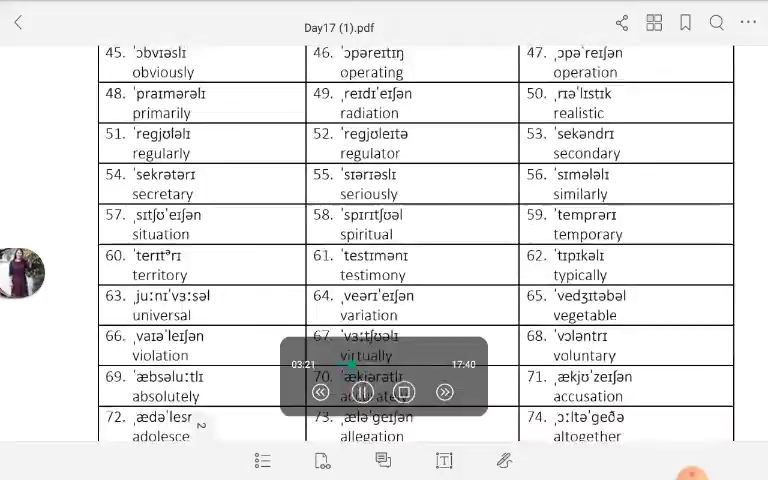 Day17 (1).pdf
45. ˈɔbvɪəslɪ 46. ˈɔpəreɪtɪŋ 47. ˌɔpəˈreɪʃən
obviously operating operation
48. ˈpraɪmərəlɪ 49. ˌreɪdɪˈeɪʃən 50. ˌrɪəˈlɪstɪk
primarily radiation realistic
51. ˈregjʊləlɪ 52. ˈregjʊleɪtə 53. ˈsekəndrɪ
regularly regulator secondary
54. ˈsekrətərɪ 55. ˈsɪərɪəslɪ 56. ˈsɪmələlɪ
secretary seriously similarly
57. ˌsɪtʃʊˈeɪʃən 58. ˈspɪrɪtʃʊəl 59. ˈtemprərɪ
situation spiritual temporary
60. ˈterɪtᵊrɪ 61. ˈtestɪmənɪ 62. ˈtɪpɪkəlɪ
territory testimony typically
63. ˌjuːnɪˈvɜːsəl 64. ˌveərɪˈeɪʃən 65. ˈvedʒɪtəbəl
universal variation vegetable
66. ˌvaɪəˈleɪʃən 67. ˈvɜːtʃʊəlɪ 68. ˈvɔləntrɪ
violation virtually voluntary
03:21 17:40
69. ˈæbsəluːtlɪ 70. ˈækjərətlɪ 71. ˌækjʊˈzeɪʃən
absolutely accusation
72. ˌædəˈlesn 73. ˌæləˈgeɪʃən 74. ˌɔːltəˈgeðə
adolesce allegation altogether
2